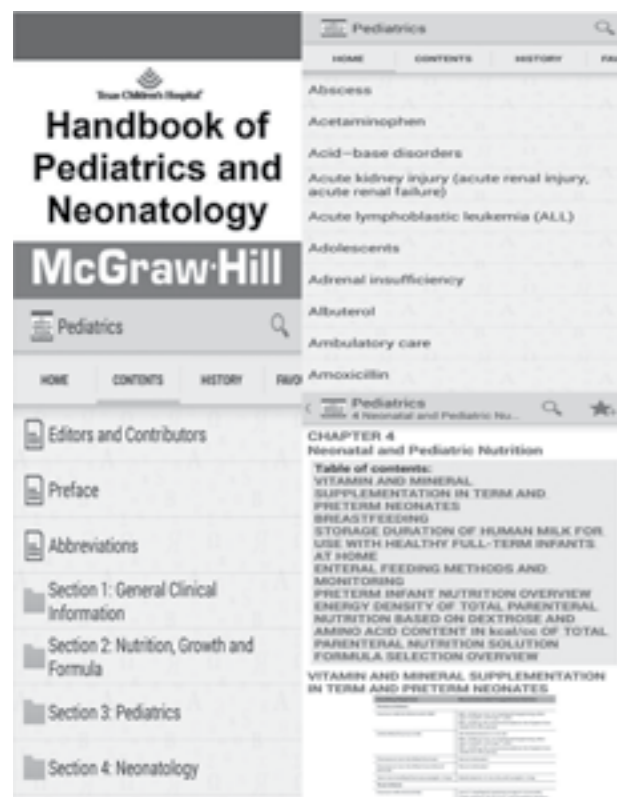 Texas Children's Hospital
Handbook of
Pediatrics and
Neonatology
McGraw·Hill
Pediatrics
HOME CONTENTS HISTORY FAVO
Editors and Contributors
Preface
Abbreviations
Section 1: General Clinical
Information
Section 2: Nutrition, Growth and
Formula
Section 3: Pediatrics
Section 4: Neonatology
Pediatrics
HOME CONTENTS HISTORY FA
Abscess
Acetaminophen
Acid–base disorders
Acute kidney injury (acute renal injury,
acute renal failure)
Acute lymphoblastic leukemia (ALL)
Adolescents
Adrenal insufficiency
Albuterol
Ambulatory care
Amoxicillin
Pediatrics
4 Neonatal and Pediatric Nu...
CHAPTER 4
Neonatal and Pediatric Nutrition
Table of contents:
VITAMIN AND MINERAL
SUPPLEMENTATION IN TERM AND
PRETERM NEONATES
BREASTFEEDING
STORAGE DURATION OF HUMAN MILK FOR
USE WITH HEALTHY FULL-TERM INFANTS
AT HOME
ENTERAL FEEDING METHODS AND
MONITORING
PRETERM INFANT NUTRITION OVERVIEW
ENERGY DENSITY OF TOTAL PARENTERAL
NUTRITION BASED ON DEXTROSE AND
AMINO ACID CONTENT IN kcal/cc OF TOTAL
PARENTERAL NUTRITION SOLUTION
FORMULA SELECTION OVERVIEW
VITAMIN AND MINERAL SUPPLEMENTATION
IN TERM AND PRETERM NEONATES